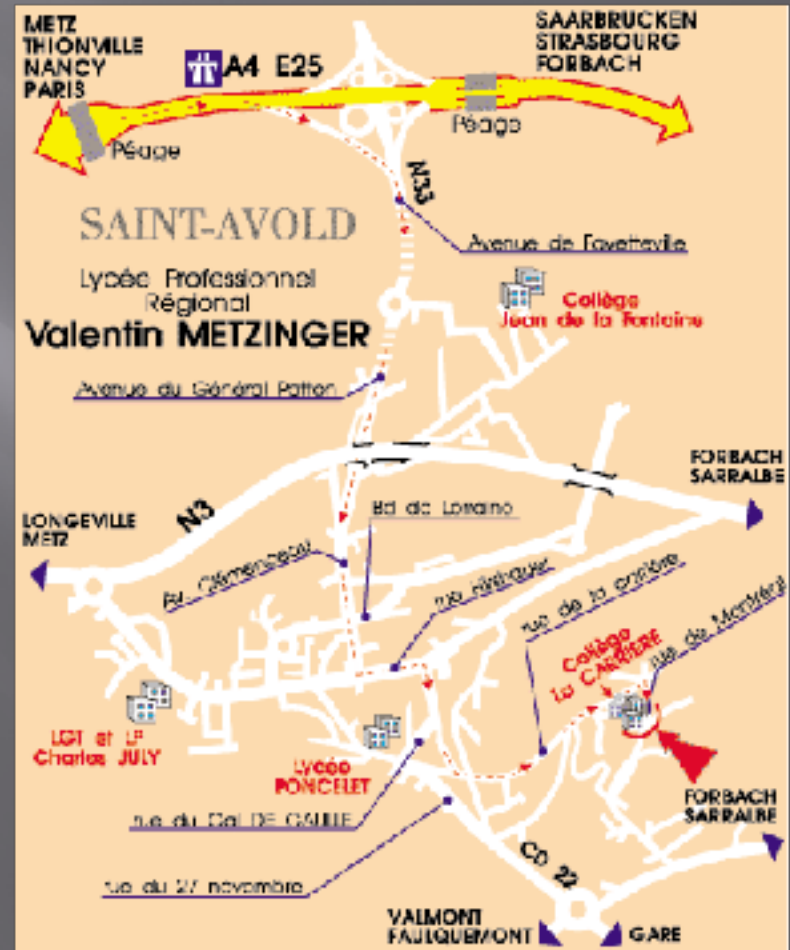 METZ
THIONVILLE
NANCY
PARIS
A4 E25
SAARBRUCKEN
STRASBOURG
FORBACH
Péage
Péage
N33
SAINT-AVOLD
Avenue de Fayetteville
Lycée Professionnel
Régional
Valentin METZINGER
Collège
Jean de la Fontaine
Avenue du Général Patton
FORBACH
SARRALBE
N3
LONGEVILLE
METZ
Bd de Lorraine
Av. Clémenceau
rue de la carrière
Collège
La CARRIERE
rue de Montréal
LGT et LP
Charles JULY
Lycée
PONCELET
FORBACH
SARRALBE
rue du Gal DE GAULLE
rue du 27 novembre
CD 22
VALMONT
FAULQUEMONT
GARE